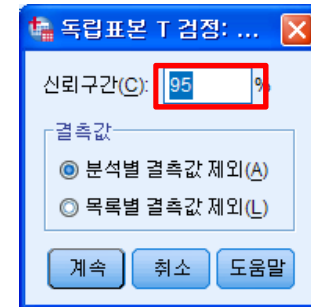 독립표본 T 검정: ...
신뢰구간(C): 95 %
결측값
분석별 결측값 제외(A)
목록별 결측값 제외(L)
계속 취소 도움말